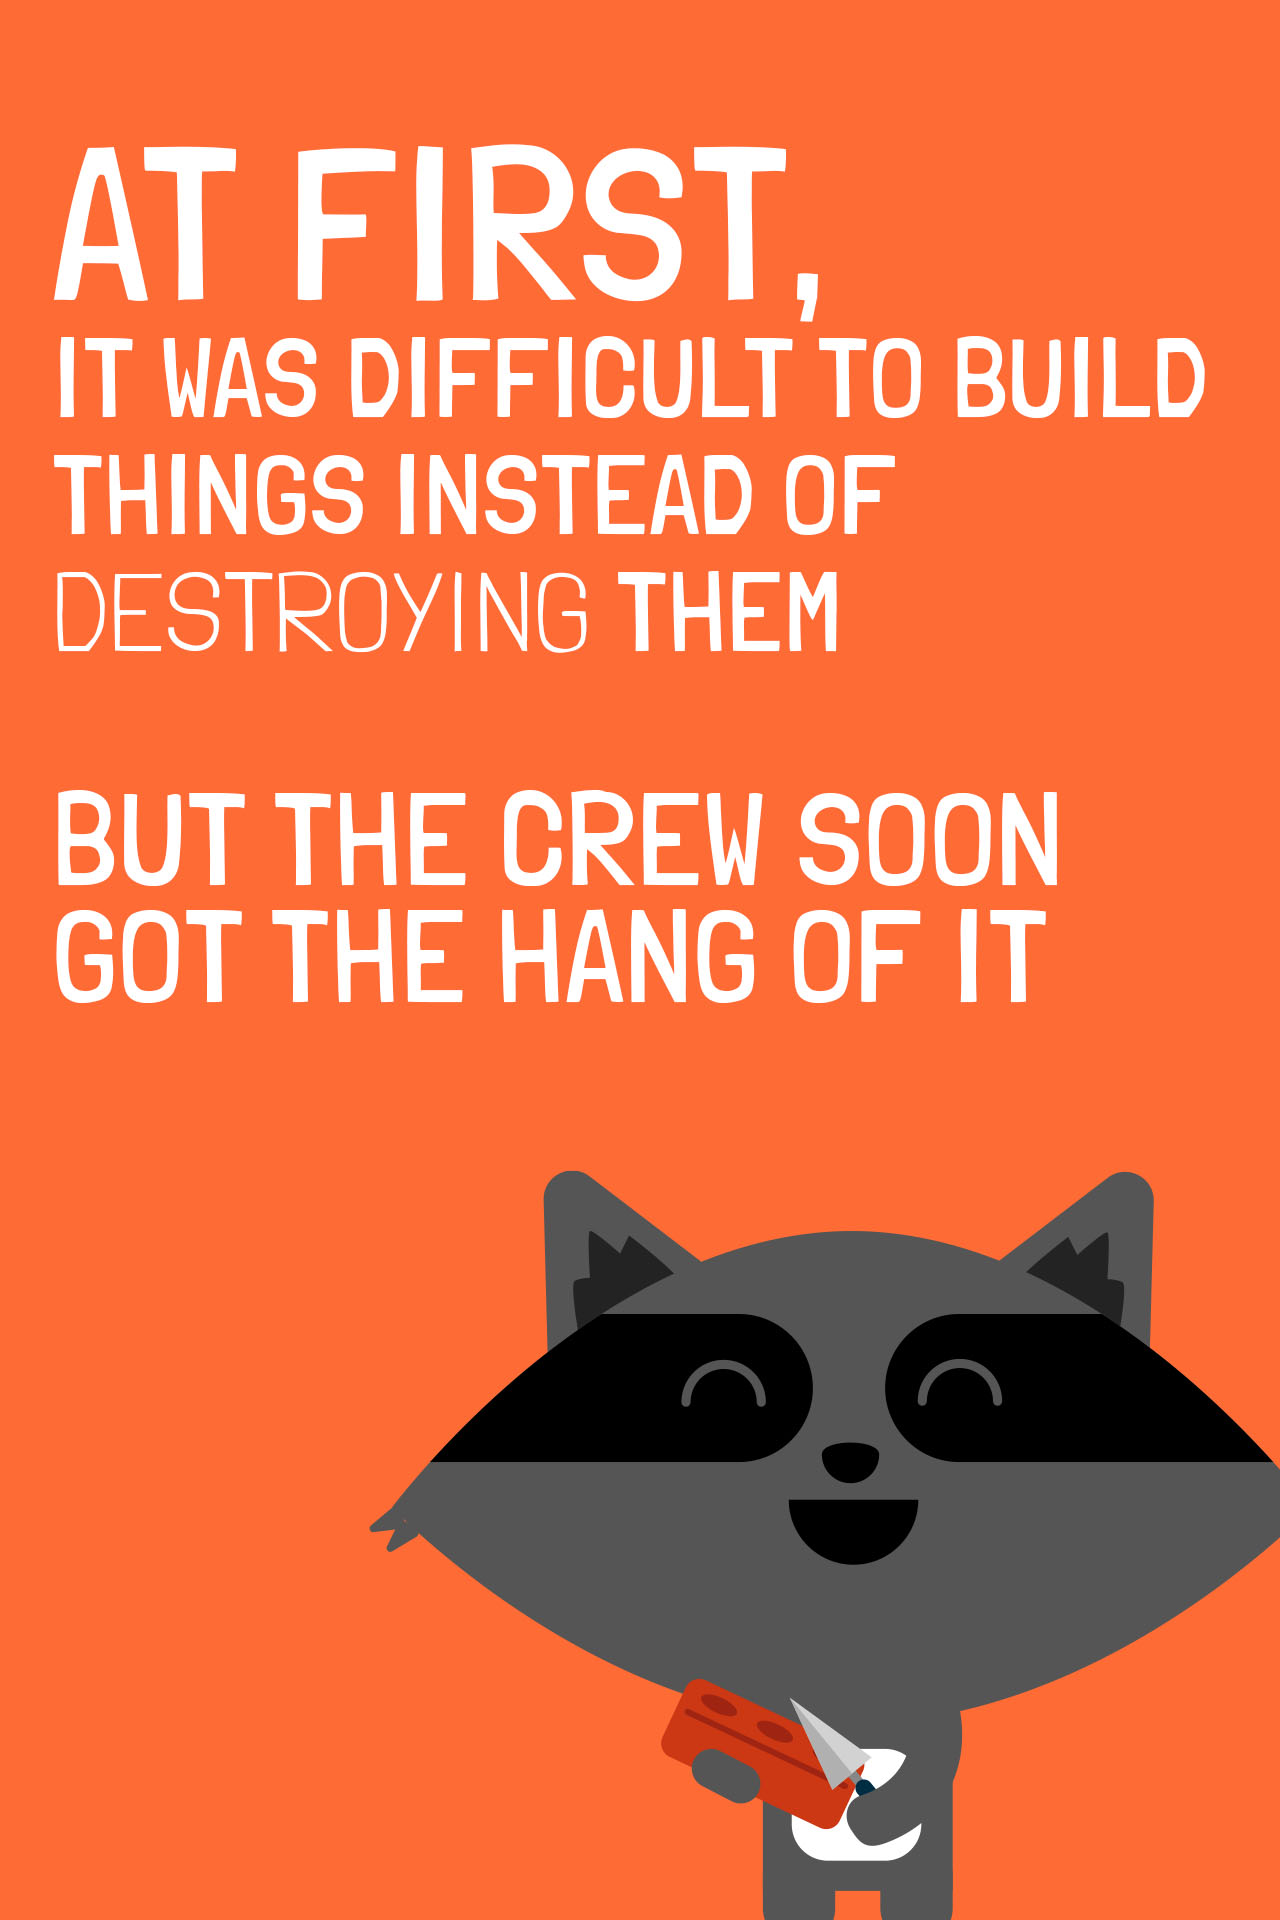 AT FIRST,
IT WAS DIFFICULT TO BUILD
THINGS INSTEAD OF
DESTROYING THEM
BUT THE CREW SOON
GOT THE HANG OF IT